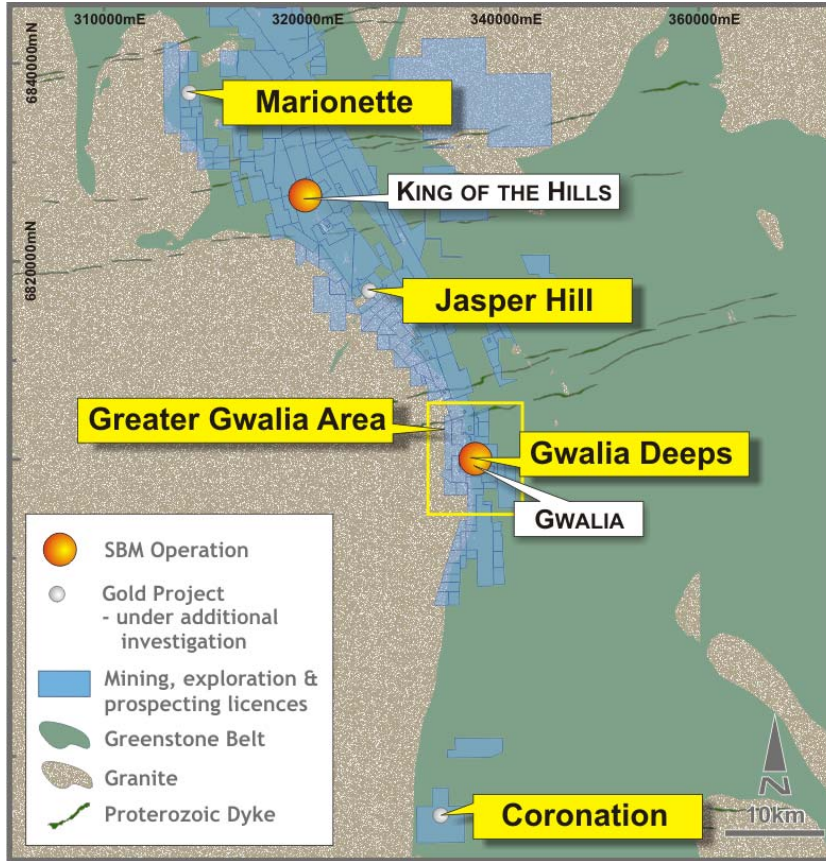 310000mE
320000mE
340000mE
360000mE
6840000mN
Marionette
KING OF THE HILLS
6820000mN
Jasper Hill
Greater Gwalia Area
Gwalia Deeps
GWALIA
SBM Operation
Gold Project
- under additional
investigation
Mining, exploration &
prospecting licences
Greenstone Belt
Granite
Proterozoic Dyke
N
10km
Coronation